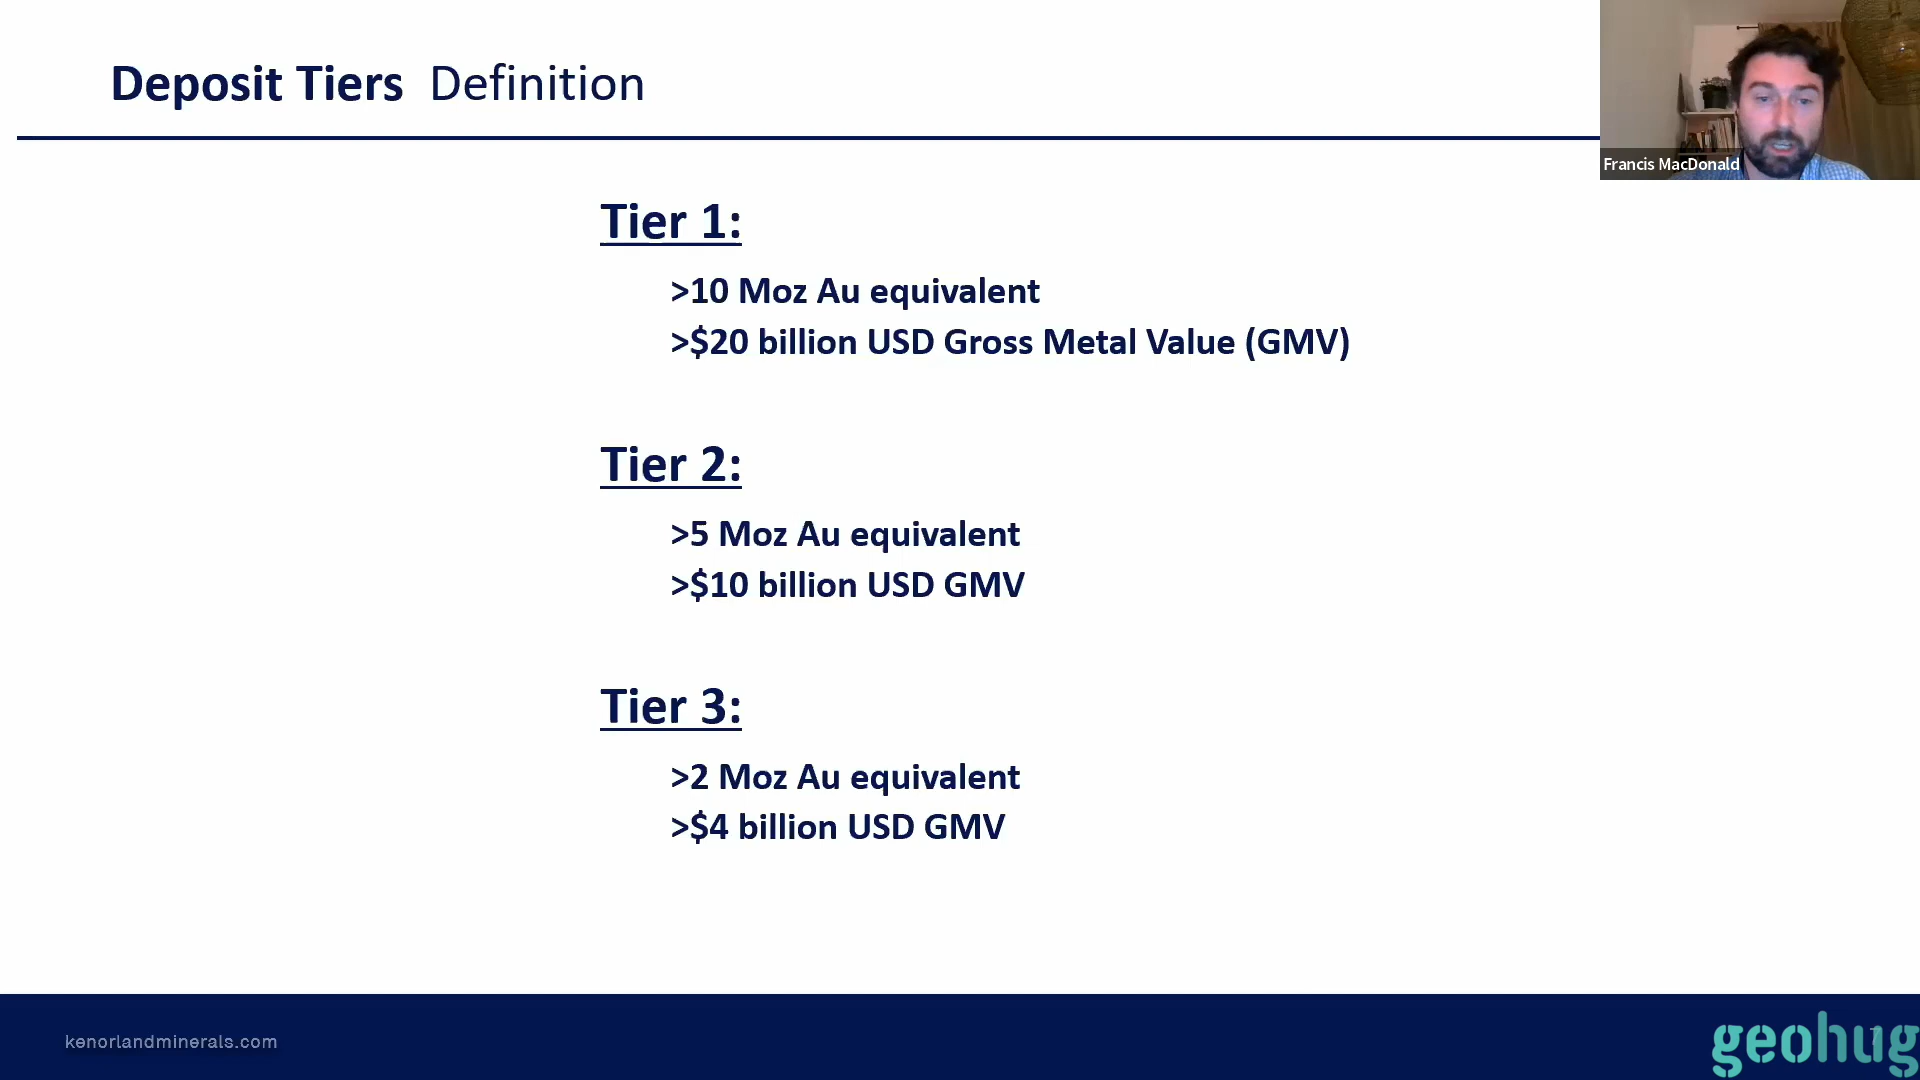 Deposit Tiers Definition
Francis MacDonald
Tier 1:
>10 Moz Au equivalent
>$20 billion USD Gross Metal Value (GMV)
Tier 2:
>5 Moz Au equivalent
>$10 billion USD GMV
Tier 3:
>2 Moz Au equivalent
>$4 billion USD GMV
kenorlandminerals.com
geohug